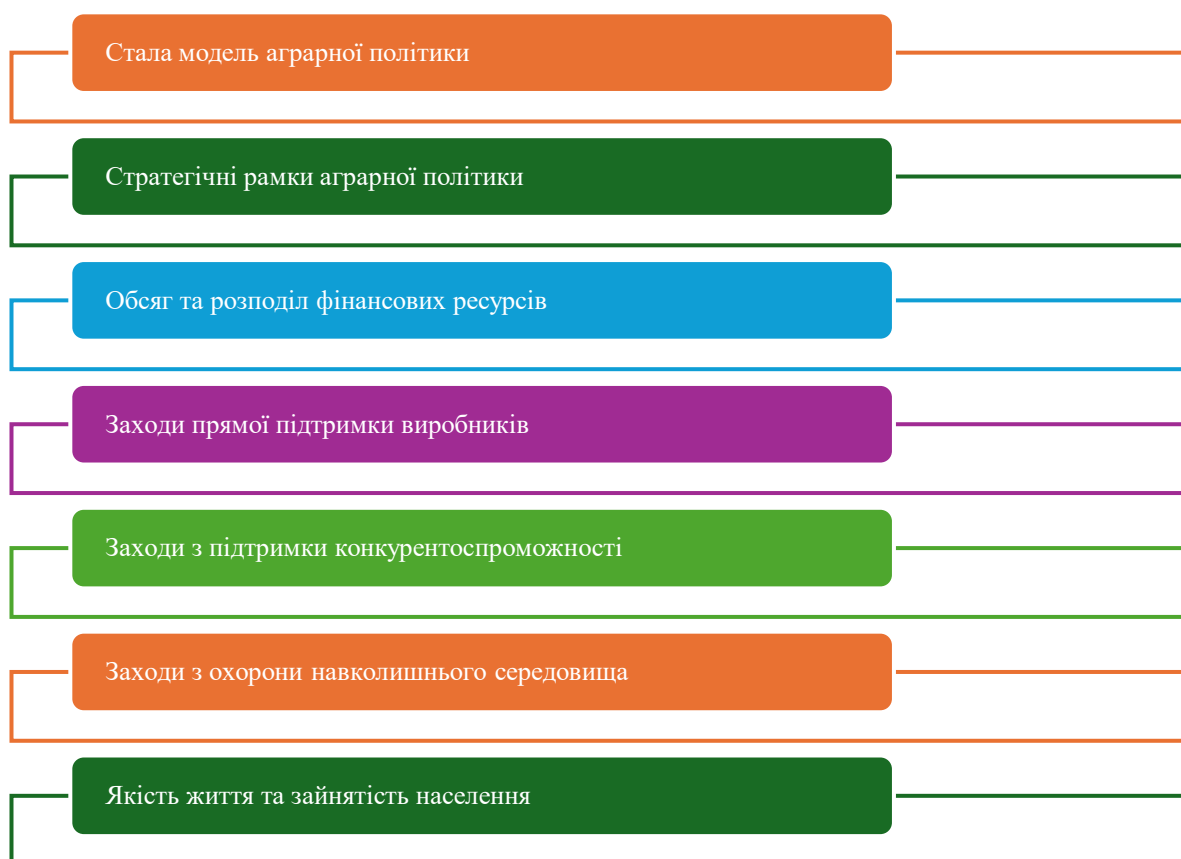 Стала модель аграрної політики
Стратегічні рамки аграрної політики
Обсяг та розподіл фінансових ресурсів
Заходи прямої підтримки виробників
Заходи з підтримки конкурентоспроможності
Заходи з охорони навколишнього середовища
Якість життя та зайнятість населення